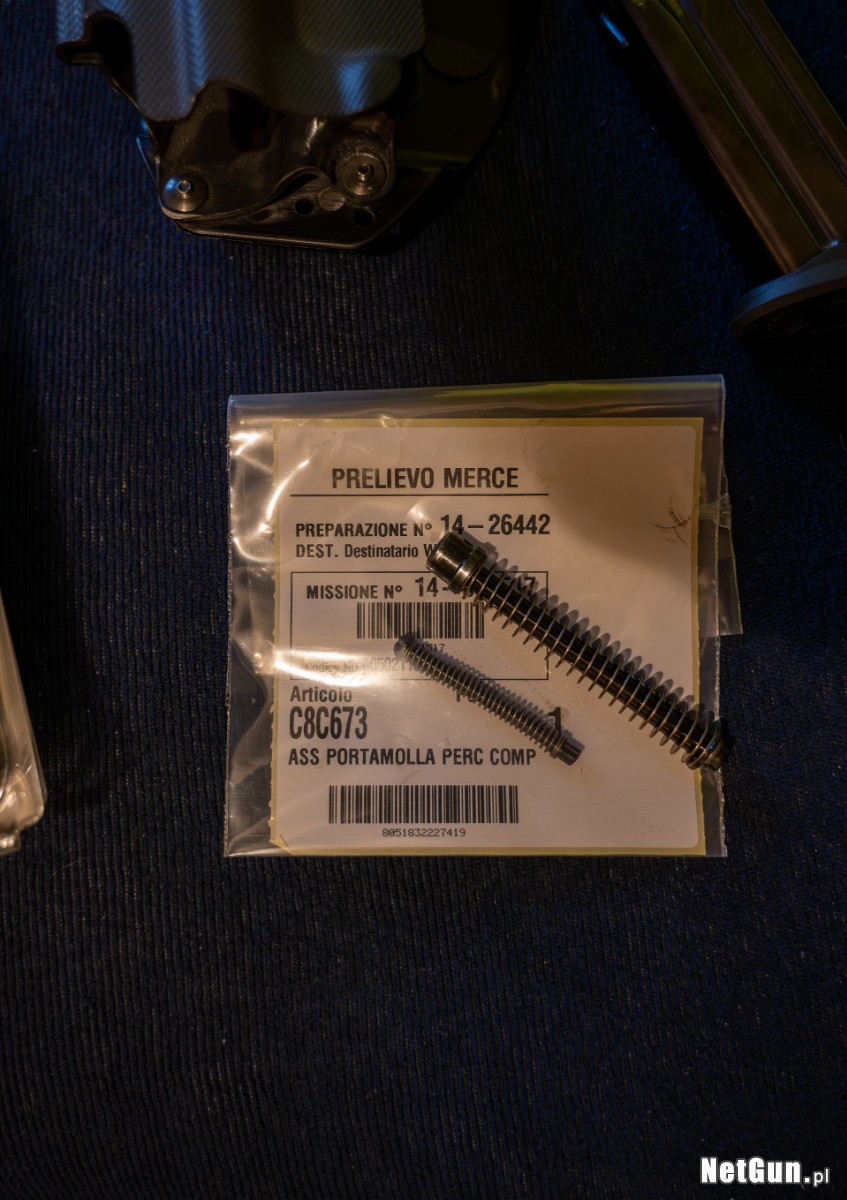 PRELIEVO MERCE
PREPARAZIONE N° 14-26442
DEST. Destinatario
MISSIONE N° 14-
Articolo
C8C673
1
ASS PORTAMOLLA PERC COMP
8051832227419
NetGun.pl